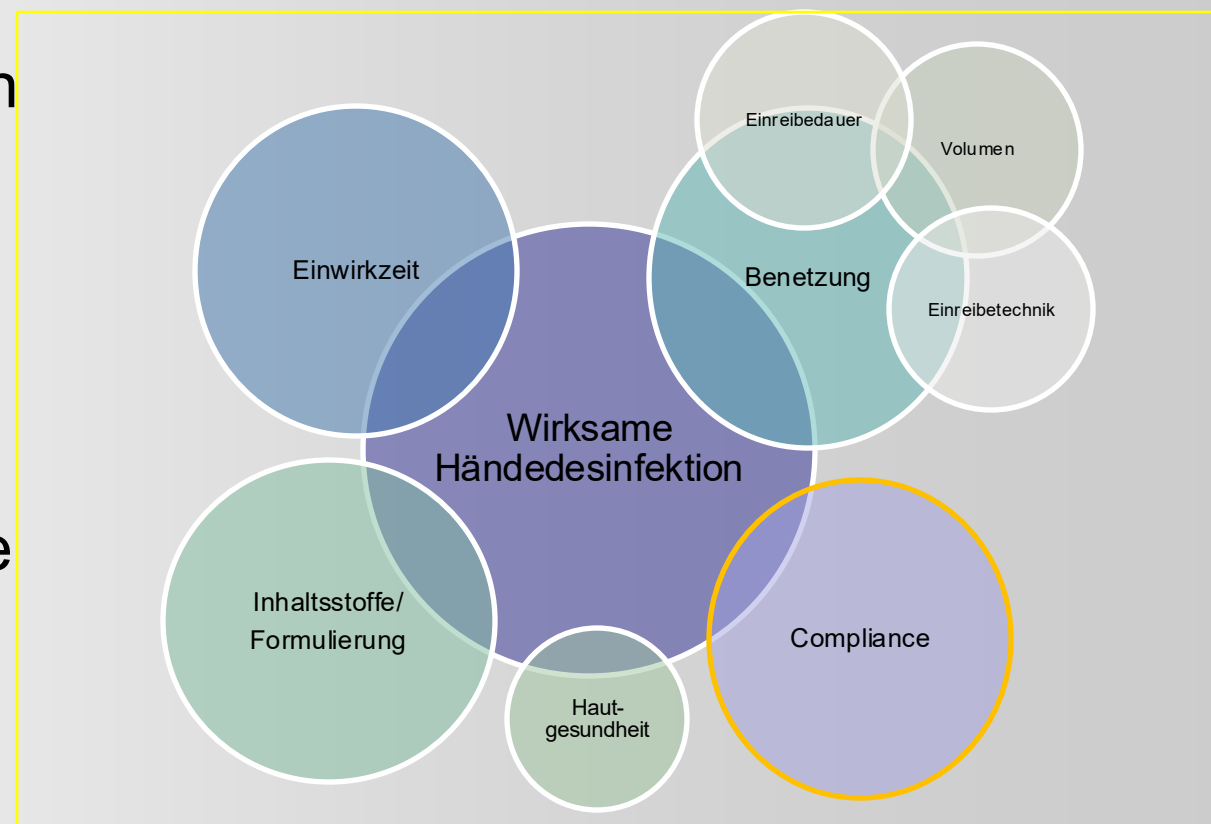 n
Einreibedauer
Volumen
Einwirkzeit
Benetzung
Einreibetechnik
Wirksame
Händedesinfektion
e
Inhaltsstoffe/
Formulierung
Compliance
Haut-
gesundheit